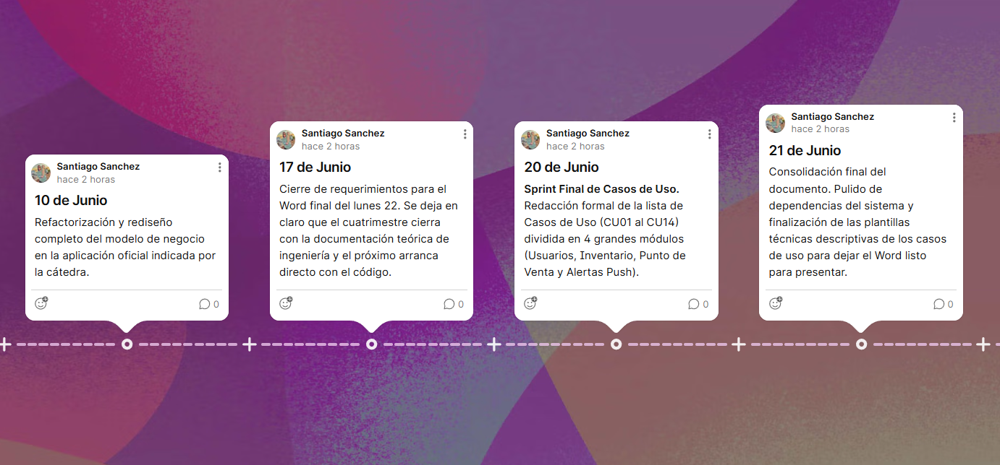 Santiago Sanchez
hace 2 horas
10 de Junio
Refactorización y rediseño
completo del modelo de negocio
en la aplicación oficial indicada por
la cátedra.
0
Santiago Sanchez
hace 2 horas
17 de Junio
Cierre de requerimientos para el
Word final del lunes 22. Se deja en
claro que el cuatrimestre cierra
con la documentación teórica de
ingeniería y el próximo arranca
directo con el código.
0
Santiago Sanchez
hace 2 horas
20 de Junio
Sprint Final de Casos de Uso.
Redacción formal de la lista de
Casos de Uso (CU01 al CU14)
dividida en 4 grandes módulos
(Usuarios, Inventario, Punto de
Venta y Alertas Push).
0
Santiago Sanchez
hace 2 horas
21 de Junio
Consolidación final del
documento. Pulido de
dependencias del sistema y
finalización de las plantillas
técnicas descriptivas de los casos
de uso para dejar el Word listo
para presentar.
0